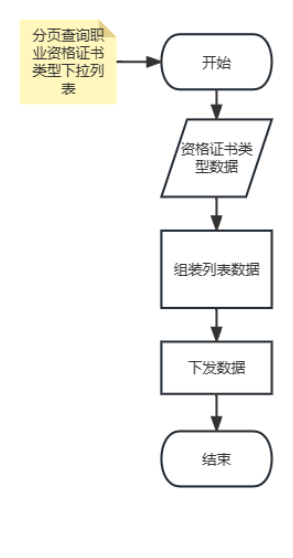 分页查询职
业资格证书
类型下拉列
表
开始
资格证书类
型数据
组装列表数据
下发数据
结束